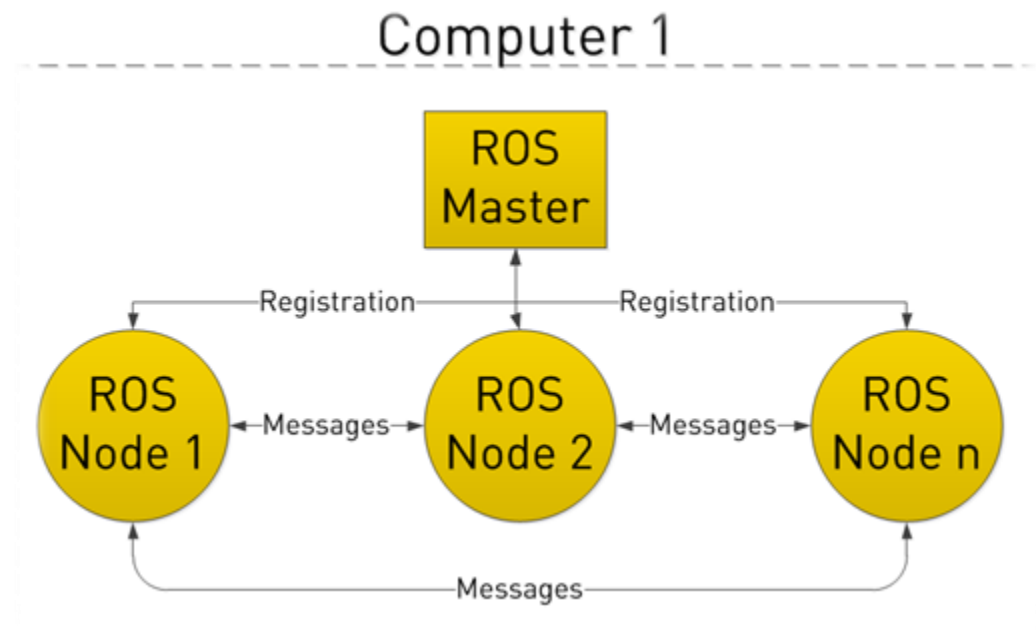 Computer 1
ROS
Master
Registration
Registration
ROS
Node 1
Messages
ROS
Node 2
Messages
ROS
Node n
Messages